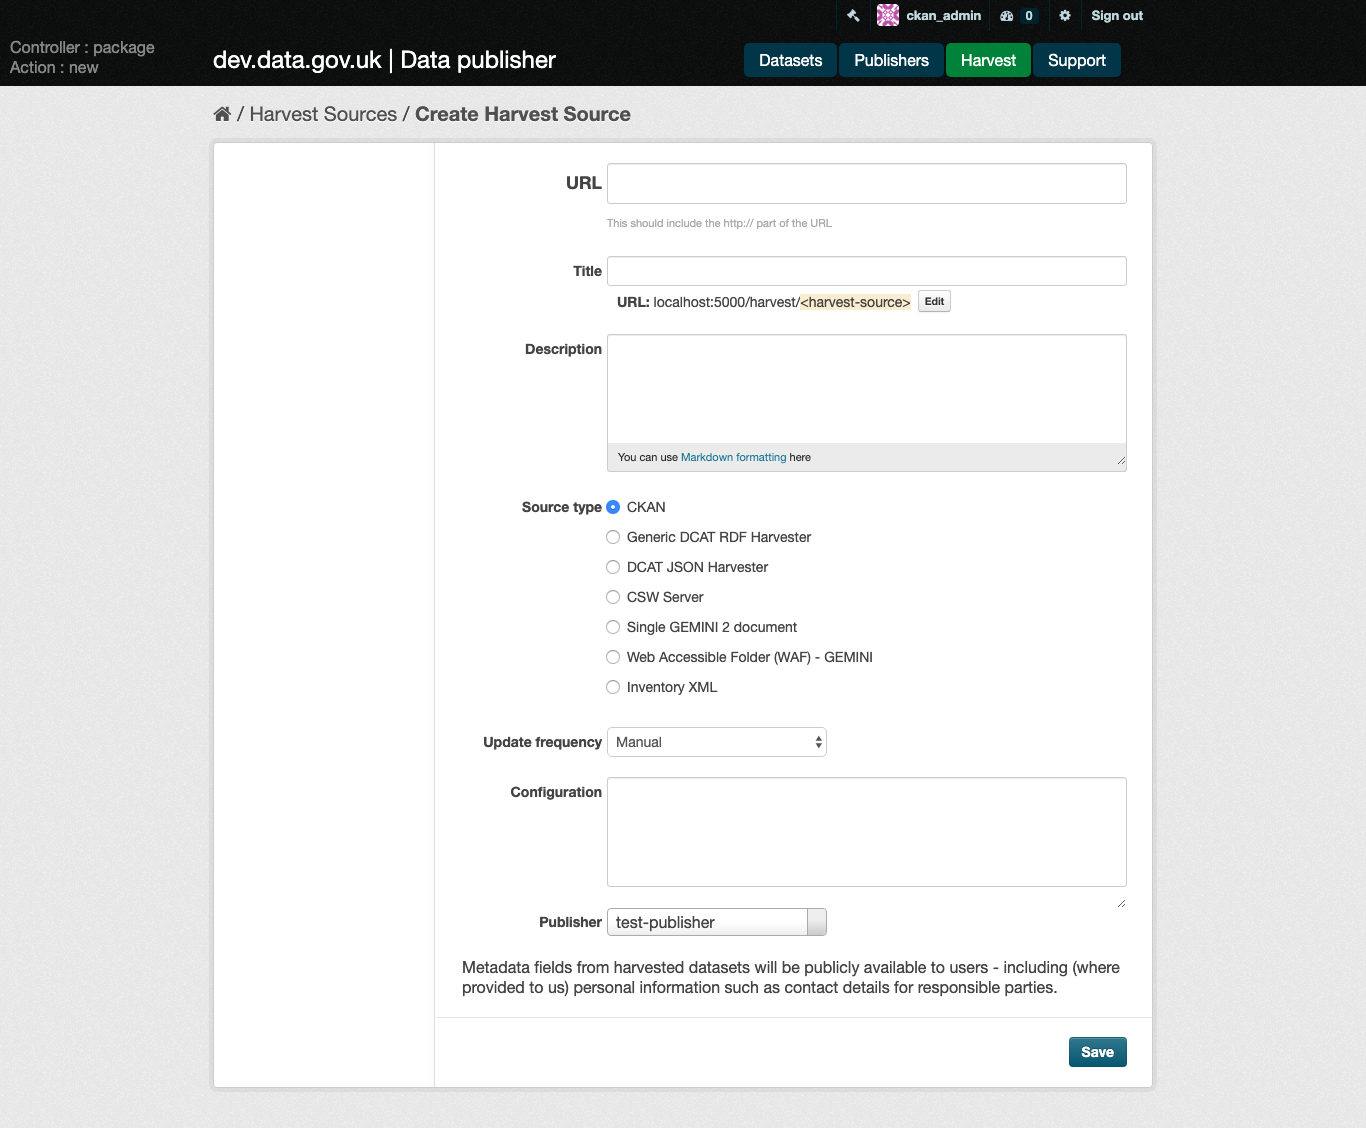 ckan_admin 0 Sign out
Controller : package
Action : new
dev.data.gov.uk | Data publisher
Datasets Publishers Harvest Support
/ Harvest Sources / Create Harvest Source
URL
This should include the http:// part of the URL
Title
URL: localhost:5000/harvest/<harvest-source> Edit
Description
You can use Markdown formatting here
Source type CKAN
Generic DCAT RDF Harvester
DCAT JSON Harvester
CSW Server
Single GEMINI 2 document
Web Accessible Folder (WAF) - GEMINI
Inventory XML
Update frequency Manual
Configuration
Publisher test-publisher
Metadata fields from harvested datasets will be publicly available to users - including (where
provided to us) personal information such as contact details for responsible parties.
Save